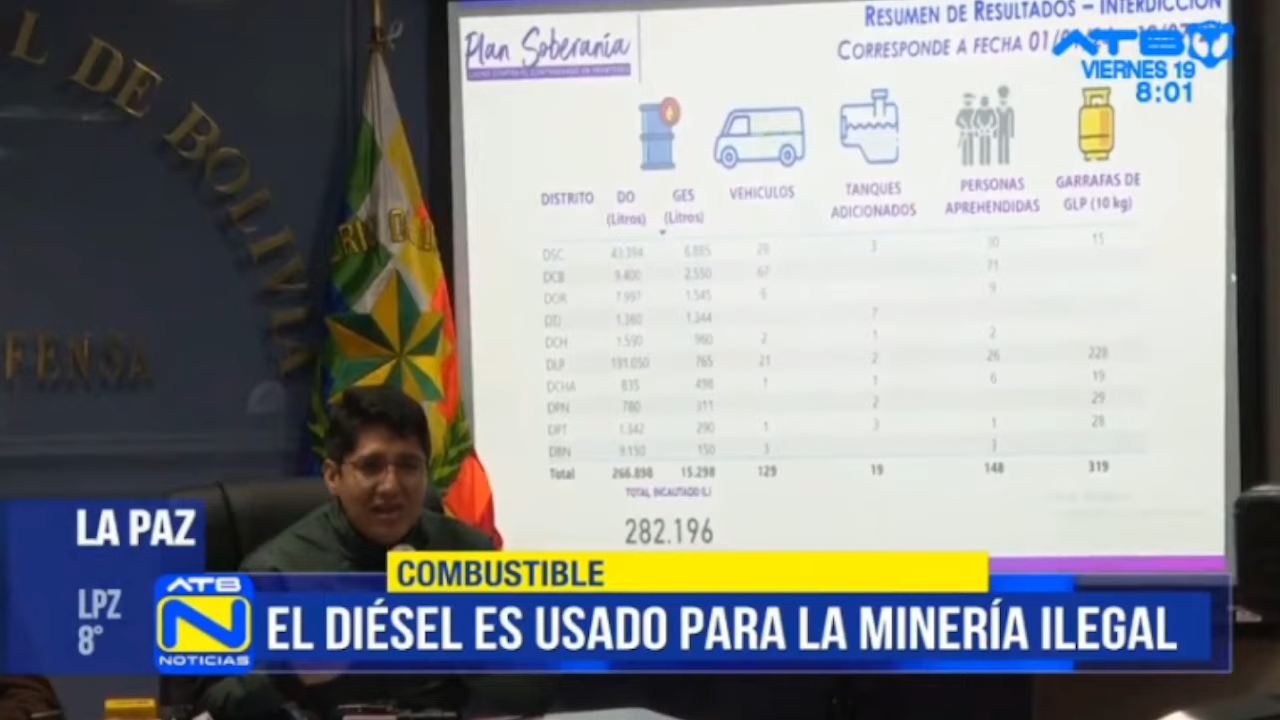 L DE BOLIVIA
FENSA
Plan Soberanía
RESUMEN DE RESULTADOS – INTERDICCIÓN
CORRESPONDE A FECHA 01/
ATB
VIERNES 19
8:01
DISTRITO DO (Litros) GES (Litros) VEHICULOS TANQUES ADICIONADOS PERSONAS APREHENDIDAS GARRAFAS DE GLP (10 kg)
DSC 43.394 6.885 28 3 30 15
DCB 9.400 2.550 67 71
DOR 7.997 1.545 6 9
DTJ 1.360 1.344 7
DCH 1.590 960 2 1 2
DLP 191.050 765 21 2 26 228
DCHA 835 498 1 1 6 19
DPN 780 311 2 29
DPT 1.342 290 1 3 1 28
DBN 9.150 150 3 3
Total 266.898 15.298 129 19 148 319
TOTAL INCAUTADO (L)
282.196
LA PAZ
LPZ
8°
COMBUSTIBLE
ATB
N
NOTICIAS
EL DIÉSEL ES USADO PARA LA MINERÍA ILEGAL